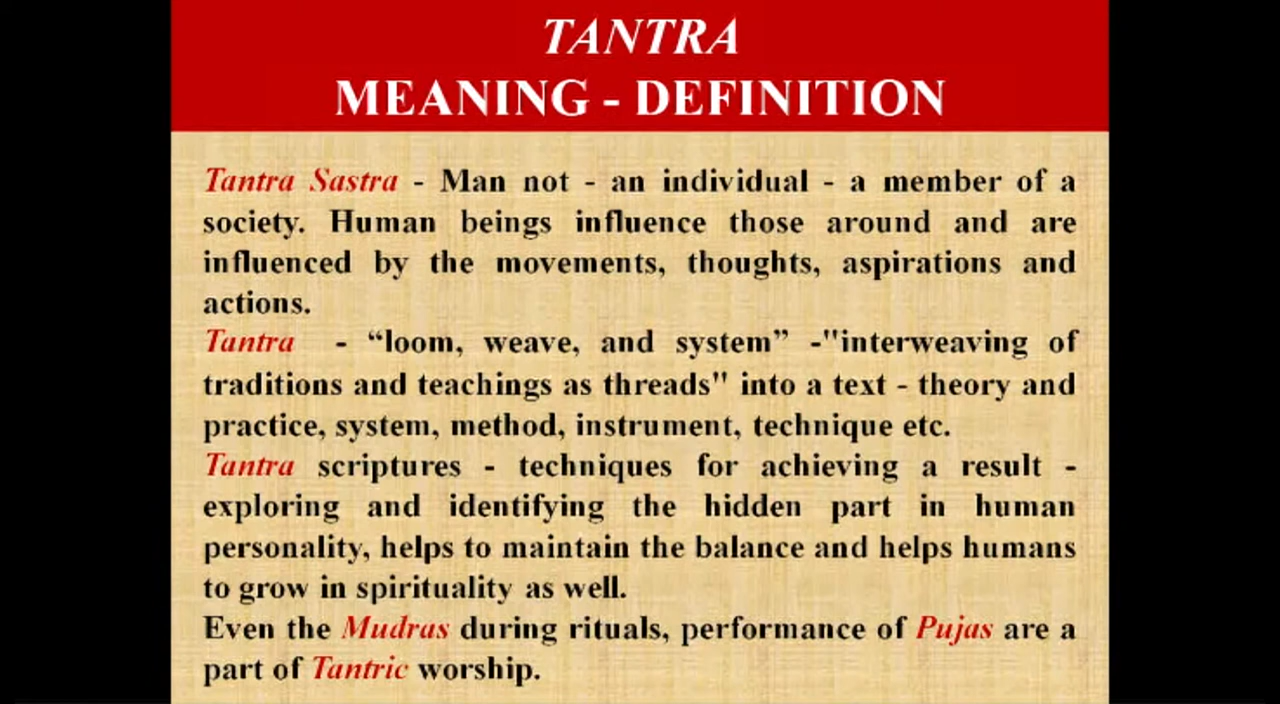 TANTRA
MEANING - DEFINITION
Tantra Sastra - Man not - an individual - a member of a
society. Human beings influence those around and are
influenced by the movements, thoughts, aspirations and
actions.
Tantra - “loom, weave, and system” -"interweaving of
traditions and teachings as threads" into a text - theory and
practice, system, method, instrument, technique etc.
Tantra scriptures - techniques for achieving a result -
exploring and identifying the hidden part in human
personality, helps to maintain the balance and helps humans
to grow in spirituality as well.
Even the Mudras during rituals, performance of Pujas are a
part of Tantric worship.